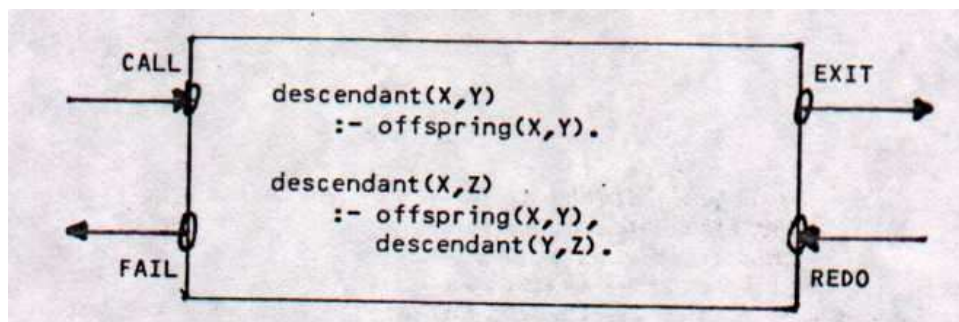 CALL
EXIT
descendant(X,Y)
:- offspring(X,Y).
descendant(X,Z)
:- offspring(X,Y),
descendant(Y,Z).
FAIL
REDO